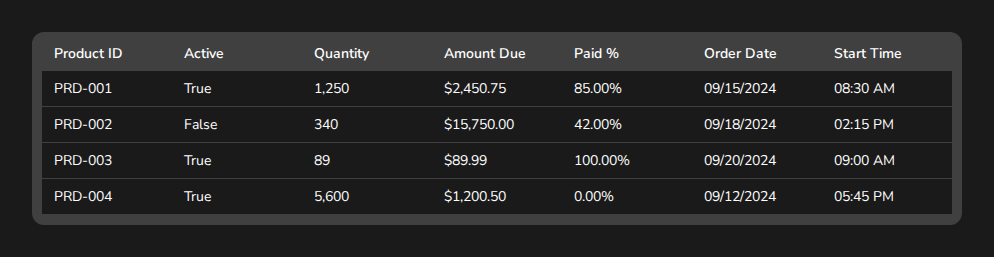 Product ID Active Quantity Amount Due Paid % Order Date Start Time
PRD-001 True 1,250 $2,450.75 85.00% 09/15/2024 08:30 AM
PRD-002 False 340 $15,750.00 42.00% 09/18/2024 02:15 PM
PRD-003 True 89 $89.99 100.00% 09/20/2024 09:00 AM
PRD-004 True 5,600 $1,200.50 0.00% 09/12/2024 05:45 PM